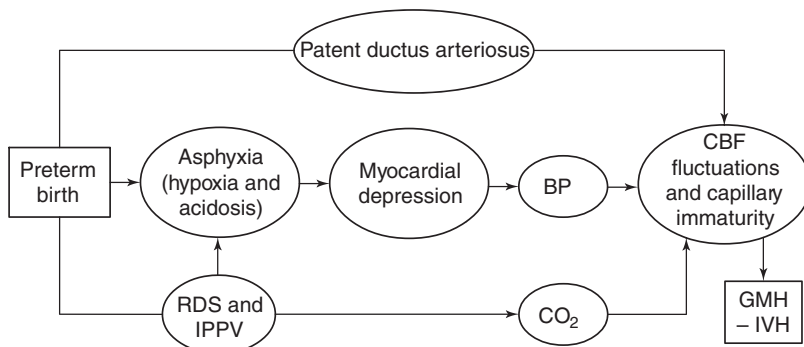 Patent ductus arteriosus
Preterm
birth
Asphyxia
(hypoxia and
acidosis)
Myocardial
depression
BP
CBF
fluctuations
and capillary
immaturity
RDS and
IPPV
CO₂
GMH
– IVH